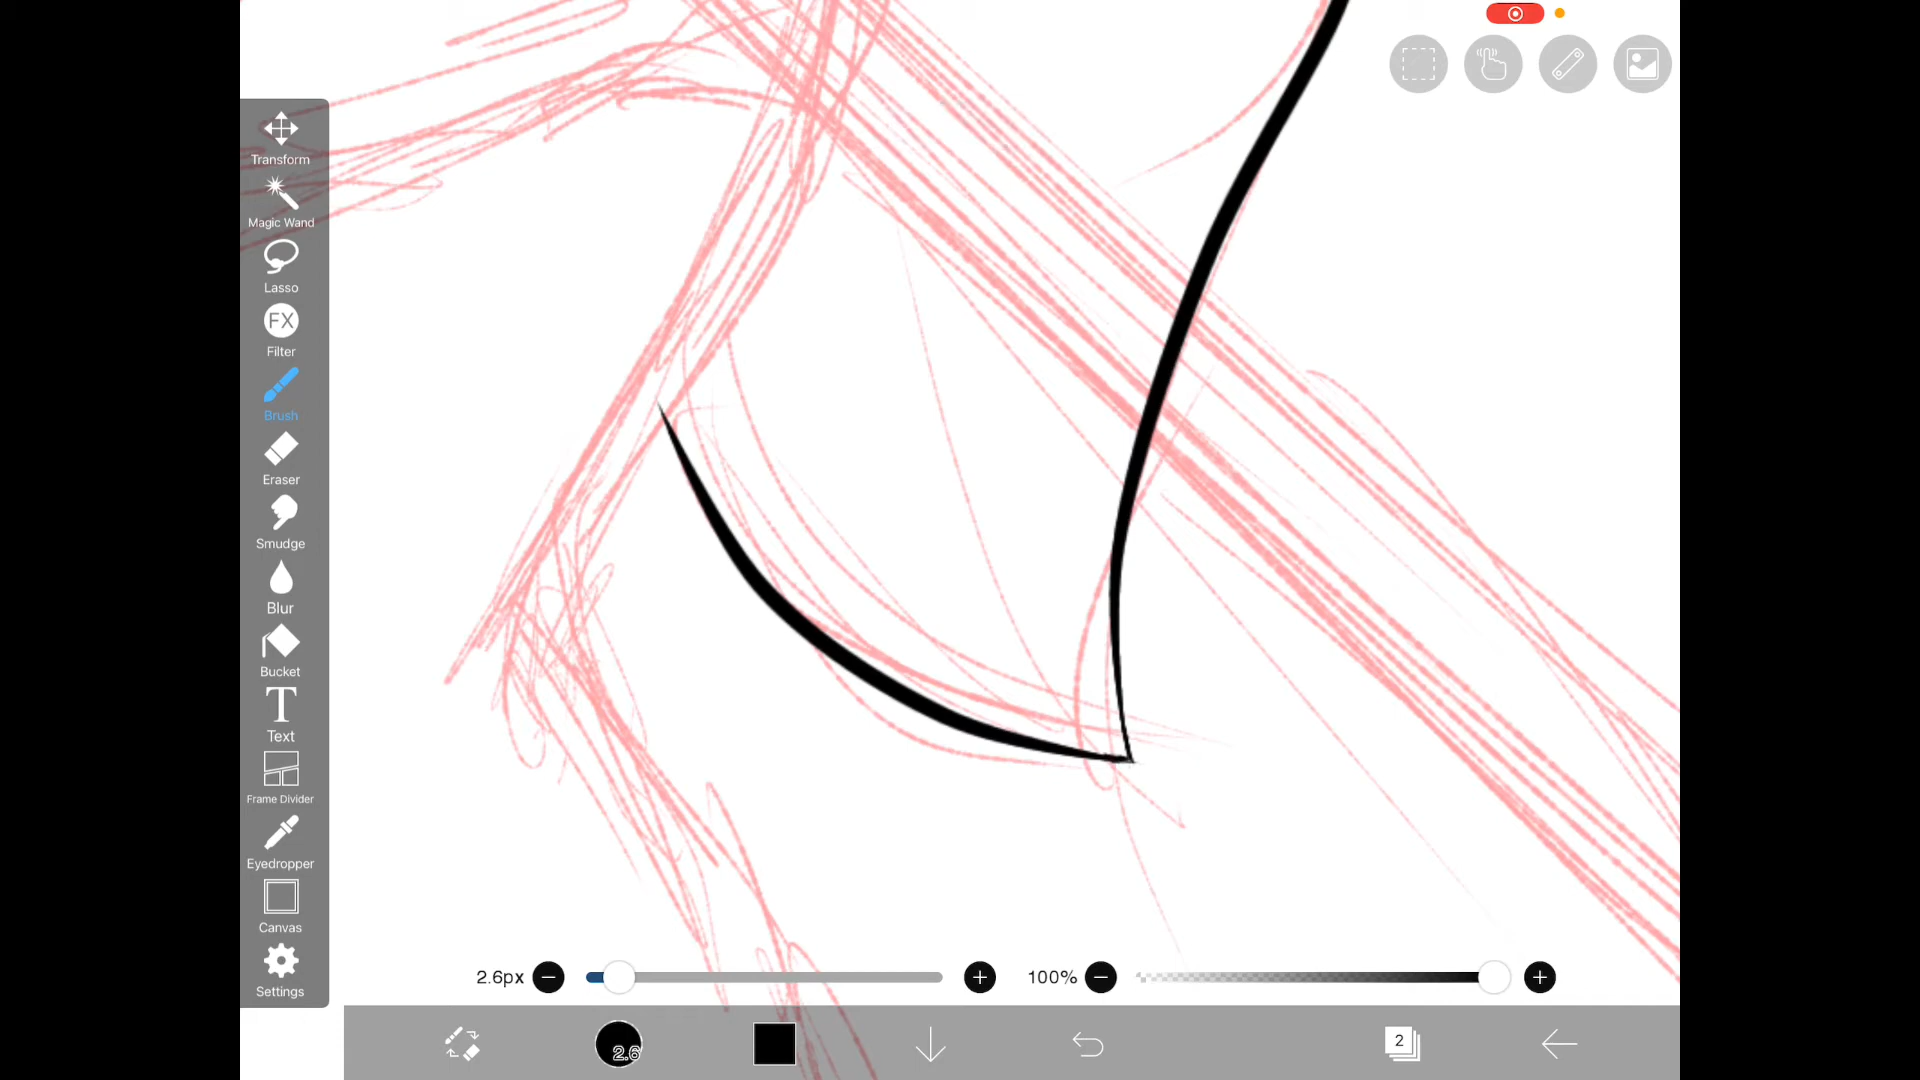 Transform
Magic Wand
Lasso
FX
Filter
Brush
Eraser
Smudge
Blur
Bucket
T
Text
Frame Divider
Eyedropper
Canvas
Settings
2.6px
100%
2.6
2